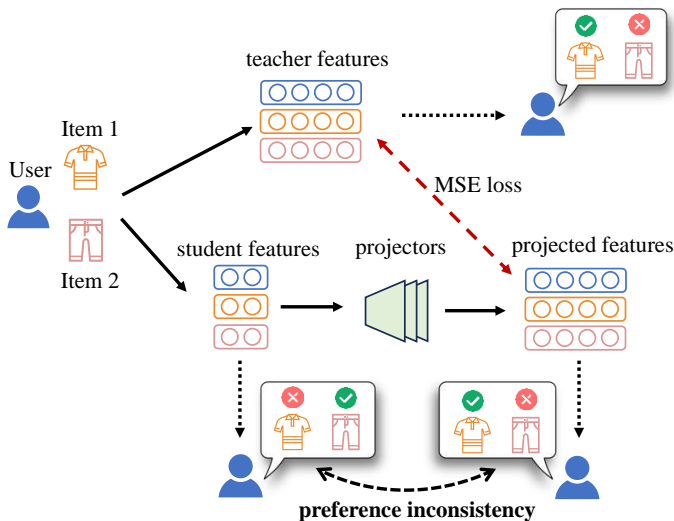 teacher features
Item 1
User
MSE loss
Item 2
student features
projectors
projected features
preference inconsistency